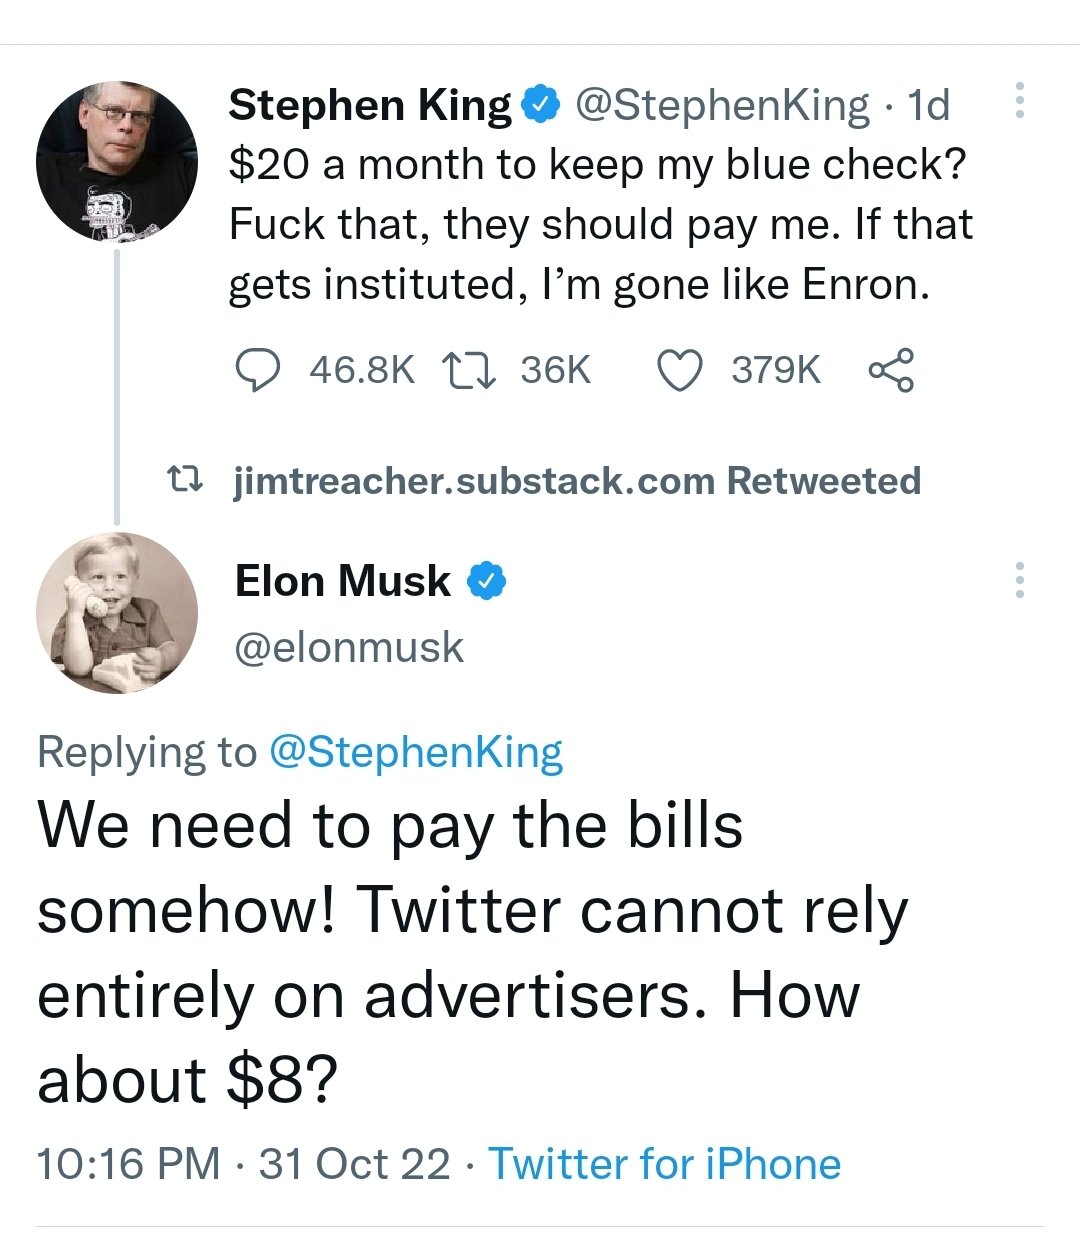 Stephen King @StephenKing · 1d
$20 a month to keep my blue check?
Fuck that, they should pay me. If that
gets instituted, I’m gone like Enron.
46.8K 36K 379K
jimtreacher.substack.com Retweeted
Elon Musk
@elonmusk
Replying to @StephenKing
We need to pay the bills
somehow! Twitter cannot rely
entirely on advertisers. How
about $8?
10:16 PM · 31 Oct 22 · Twitter for iPhone